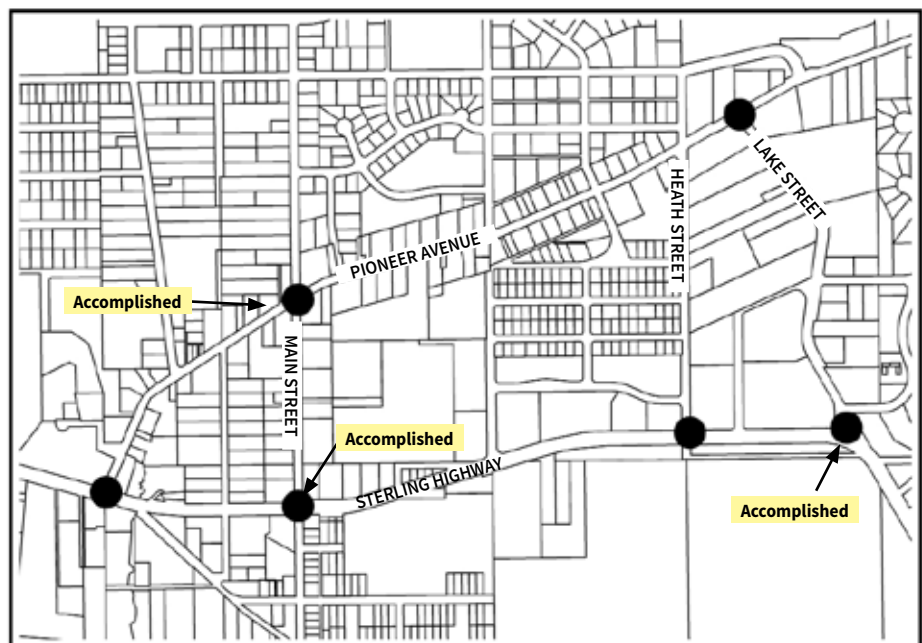 LAKE STREET
HEATH STREET
PIONEER AVENUE
Accomplished
MAIN STREET
Accomplished
STERLING HIGHWAY
Accomplished